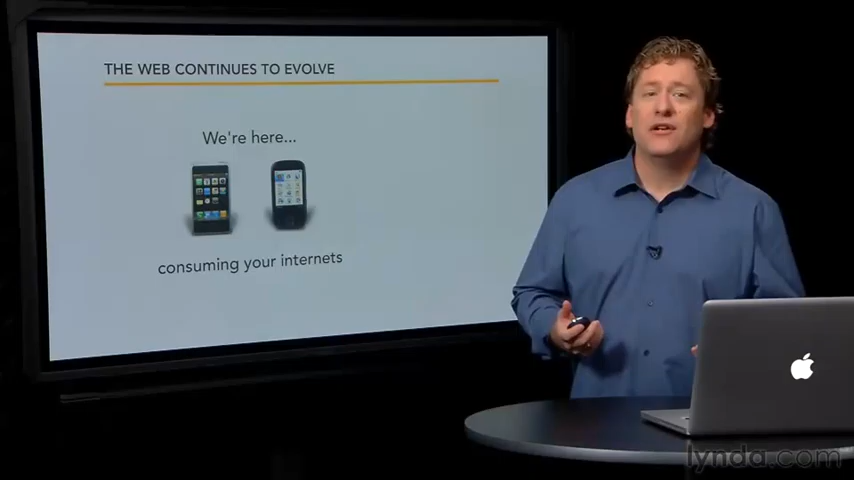 THE WEB CONTINUES TO EVOLVE
We're here...
consuming your internets
lynda.com